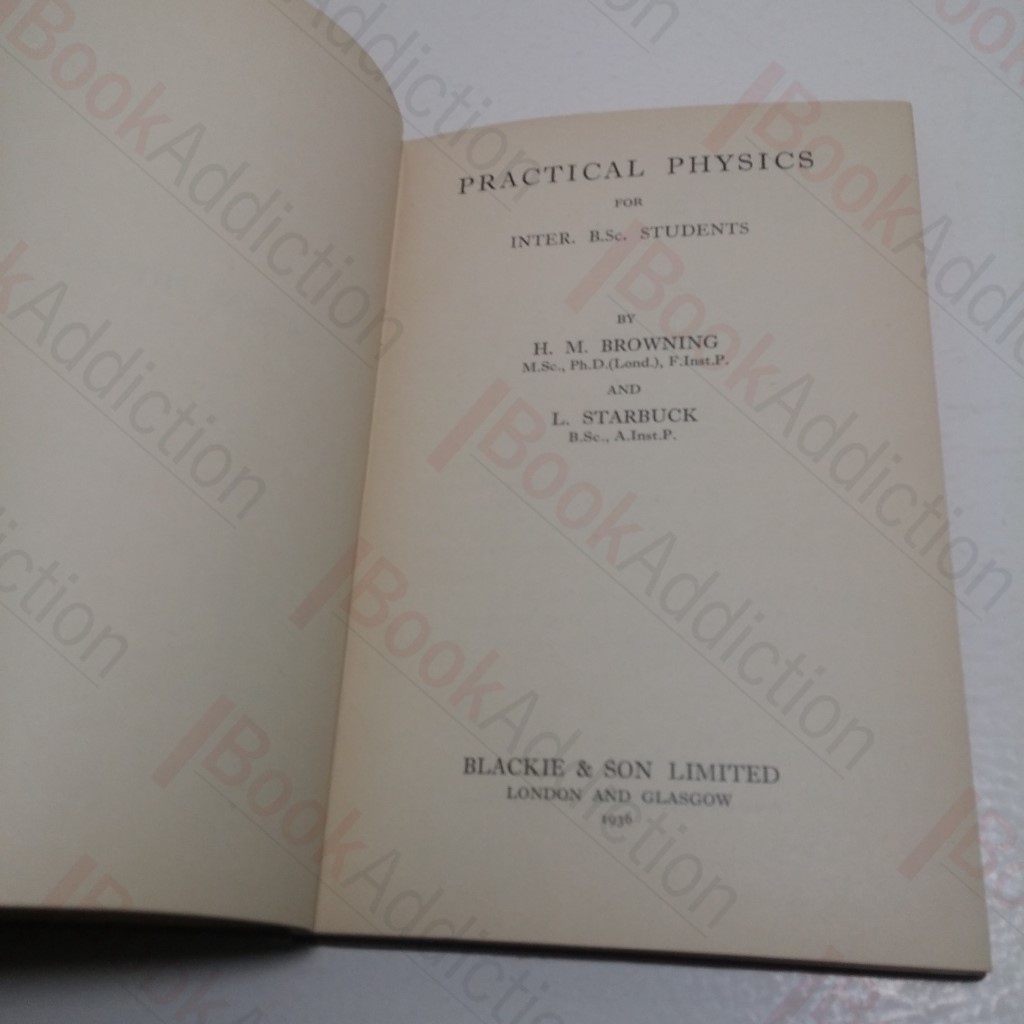 PRACTICAL PHYSICS
FOR
INTER. B.Sc. STUDENTS
BY
H. M. BROWNING
M.Sc., Ph.D.(Lond.), F.Inst.P.
AND
L. STARBUCK
B.Sc., A.Inst.P.
BLACKIE & SON LIMITED
LONDON AND GLASGOW
1936
BookAddiction